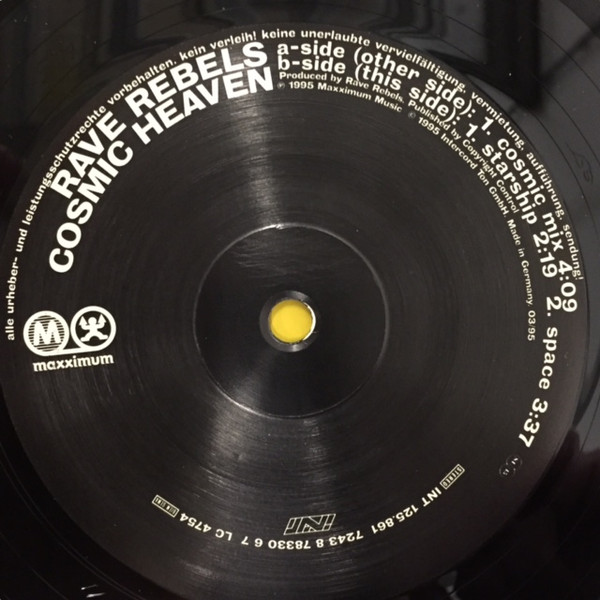 alle urheber- und leistungsschutzrechte vorbehalten. kein verleih! keine unerlaubte vervielfältigung, vermietung, aufführung, sendung!
RAVE REBELS
COSMIC HEAVEN
a-side (other side): 1. cosmic mix 4:09
b-side (this side): 1. starship 2:19 2. space 3:37
Produced by Rave Rebels. Published by Copyright Control
℗ 1995 Maxximum Music © 1995 Intercord Ton GmbH. Made in Germany 03/95
M
maxximum
STEREO
INT 125.861 7243 8 78330 6 7 LC 4754
INT